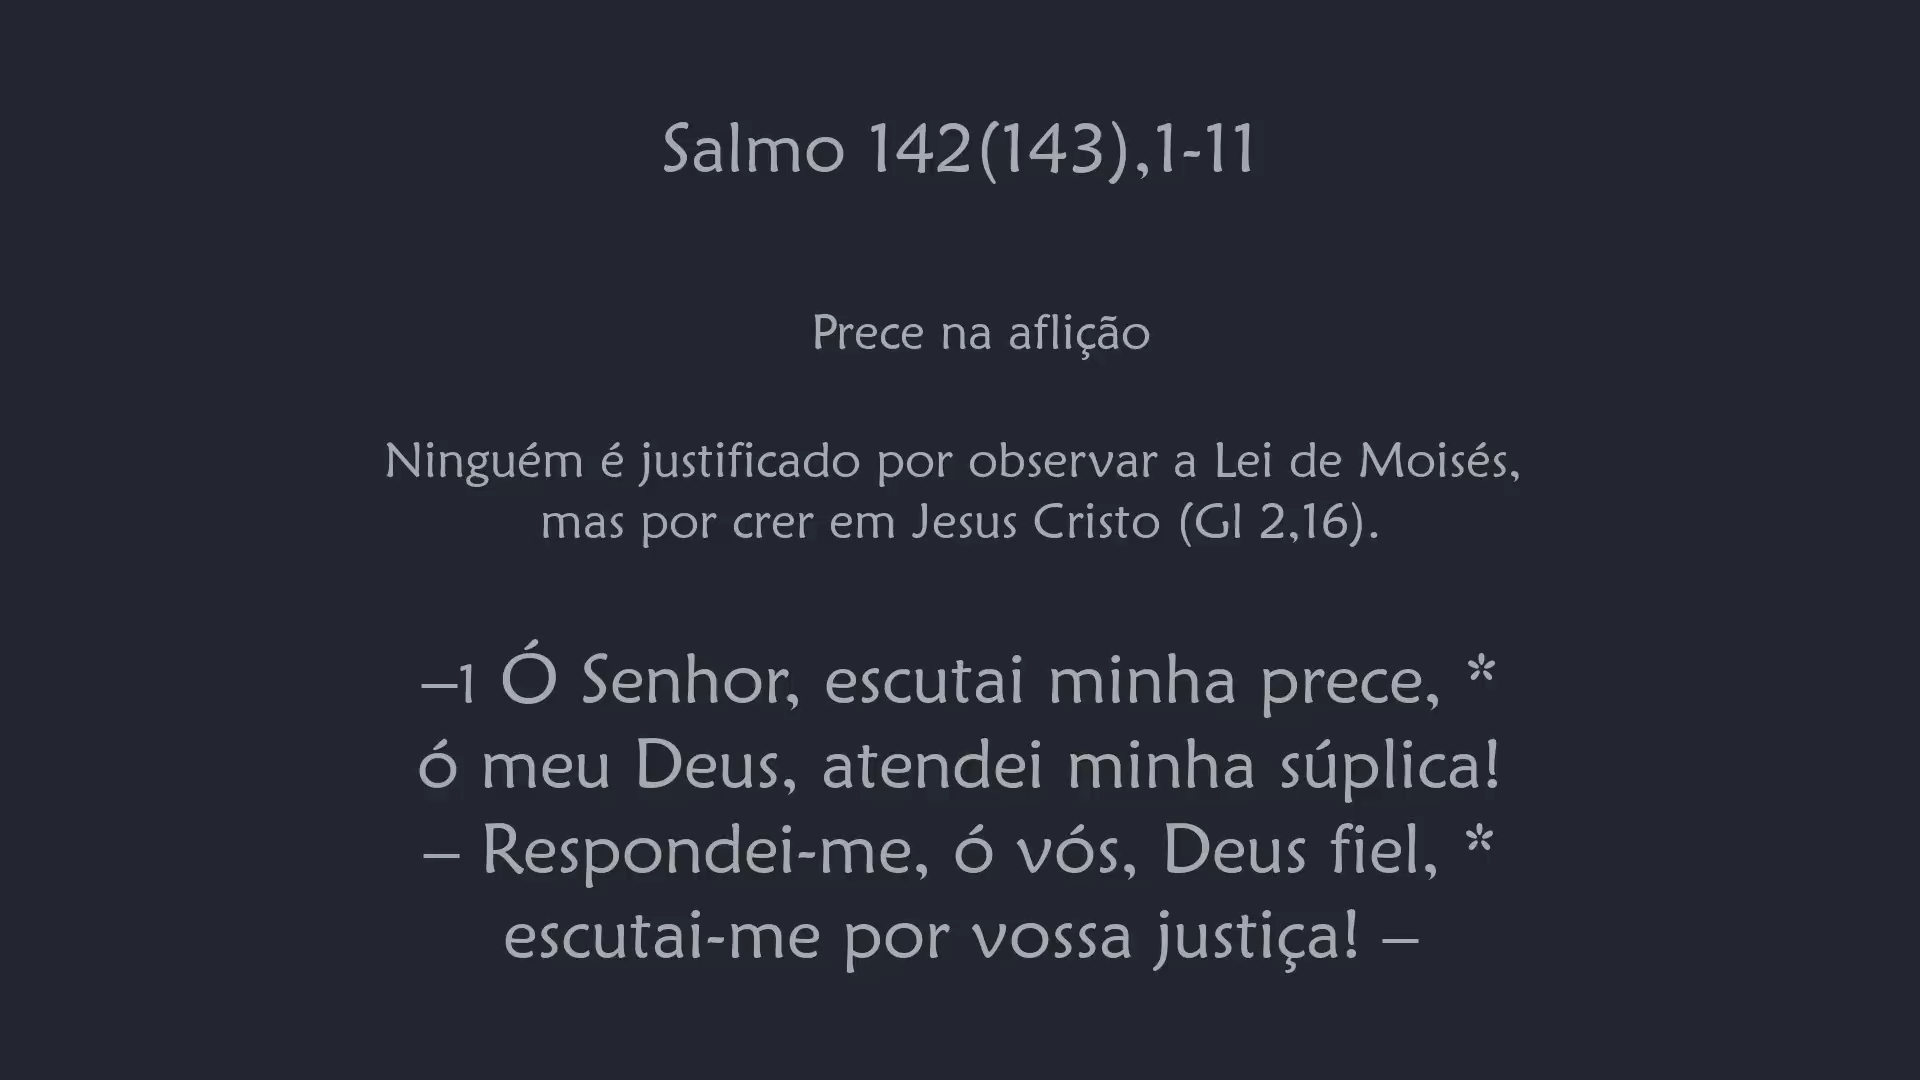 Salmo 142(143),1-11
Prece na aflição
Ninguém é justificado por observar a Lei de Moisés,
mas por crer em Jesus Cristo (Gl 2,16).
–1 Ó Senhor, escutai minha prece, *
ó meu Deus, atendei minha súplica!
– Respondei-me, ó vós, Deus fiel, *
escutai-me por vossa justiça! –